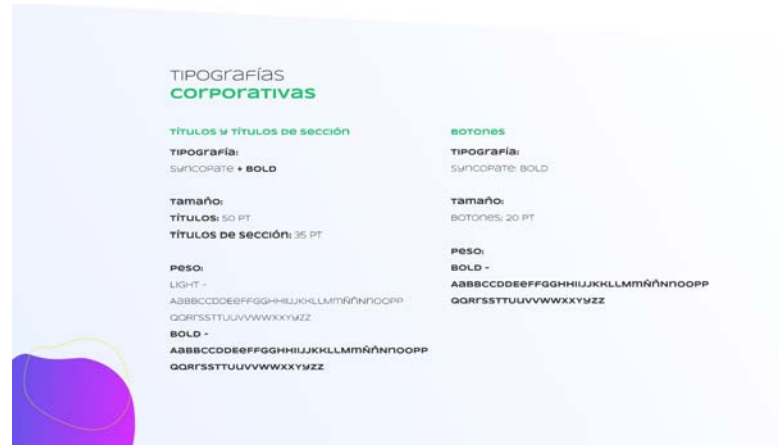 TIPOGRAFÍAS
CORPORATIVAS
TÍTULOS Y TÍTULOS DE SECCIÓN
TIPOGRAFÍA:
SYNCOPATE + BOLD
TAMAÑO:
TÍTULOS: 50 PT
TÍTULOS DE SECCIÓN: 35 PT
PESO:
LIGHT -
AaBBCCDDEeFFGGHHIIJJKKLLMmÑñNnOOPP
QQRrSSTTUUVVWWXXYyZZ
BOLD -
AaBBCCDDEeFFGGHHIIJJKKLLMmÑñNnOOPP
QQRrSSTTUUVVWWXXYyZZ
BOTONES
TIPOGRAFÍA:
SYNCOPATE: BOLD
TAMAÑO:
BOTONES: 20 PT
PESO:
BOLD -
AaBBCCDDEeFFGGHHIIJJKKLLMmÑñNnOOPP
QQRrSSTTUUVVWWXXYyZZ